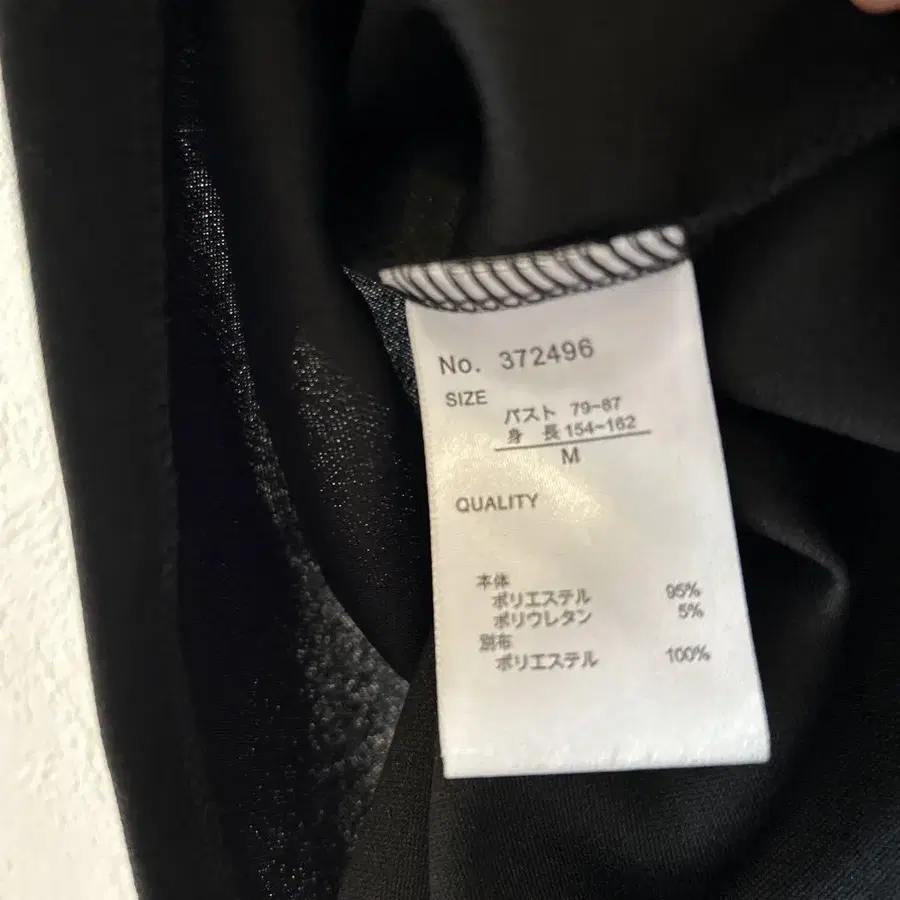 No. 372496
SIZE
バスト 79-87
身 長 154~162
M
QUALITY
本体
ポリエステル 95%
ポリウレタン 5%
別布
ポリエステル 100%